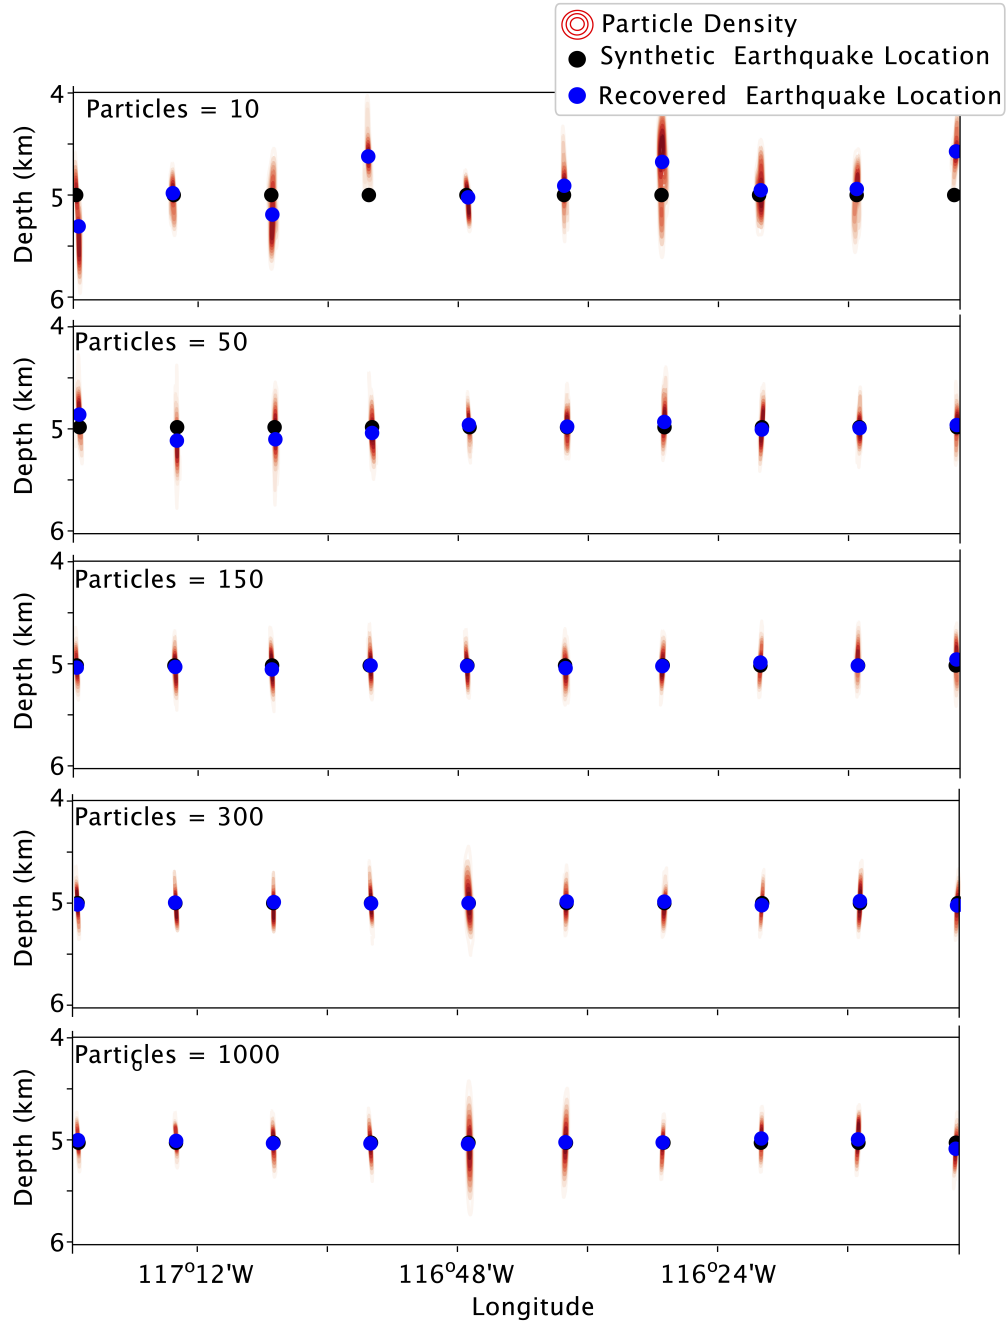 Particle Density
Synthetic Earthquake Location
Recovered Earthquake Location
Particles = 10
4
5
6
Depth (km)
Particles = 50
4
5
6
Depth (km)
Particles = 150
4
5
6
Depth (km)
Particles = 300
4
5
6
Depth (km)
Particles = 1000
o
4
5
6
Depth (km)
117°12'W 116°48'W 116°24'W
Longitude